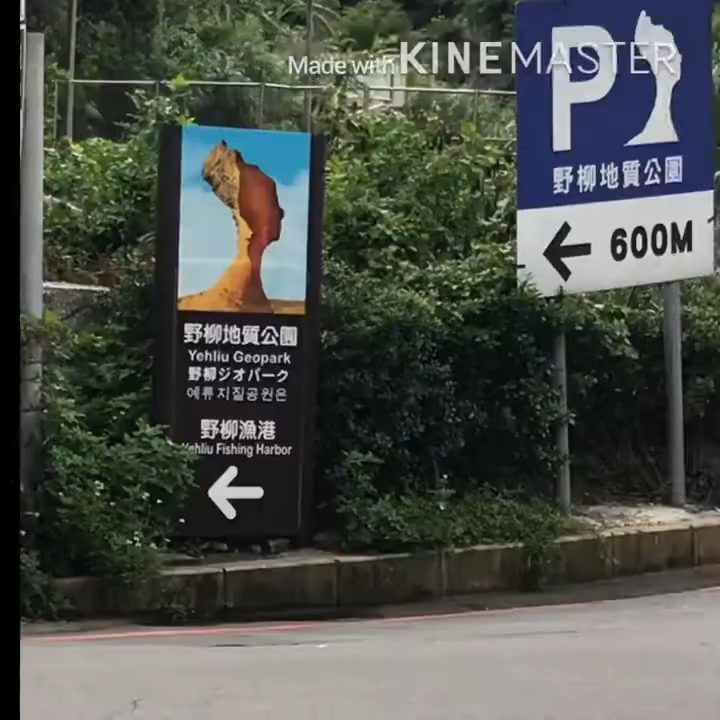 Made with KINEMASTER
P
野柳地質公園
600M
野柳地質公園
Yehliu Geopark
野柳ジオパーク
예류지질공원은
野柳漁港
Yehliu Fishing Harbor